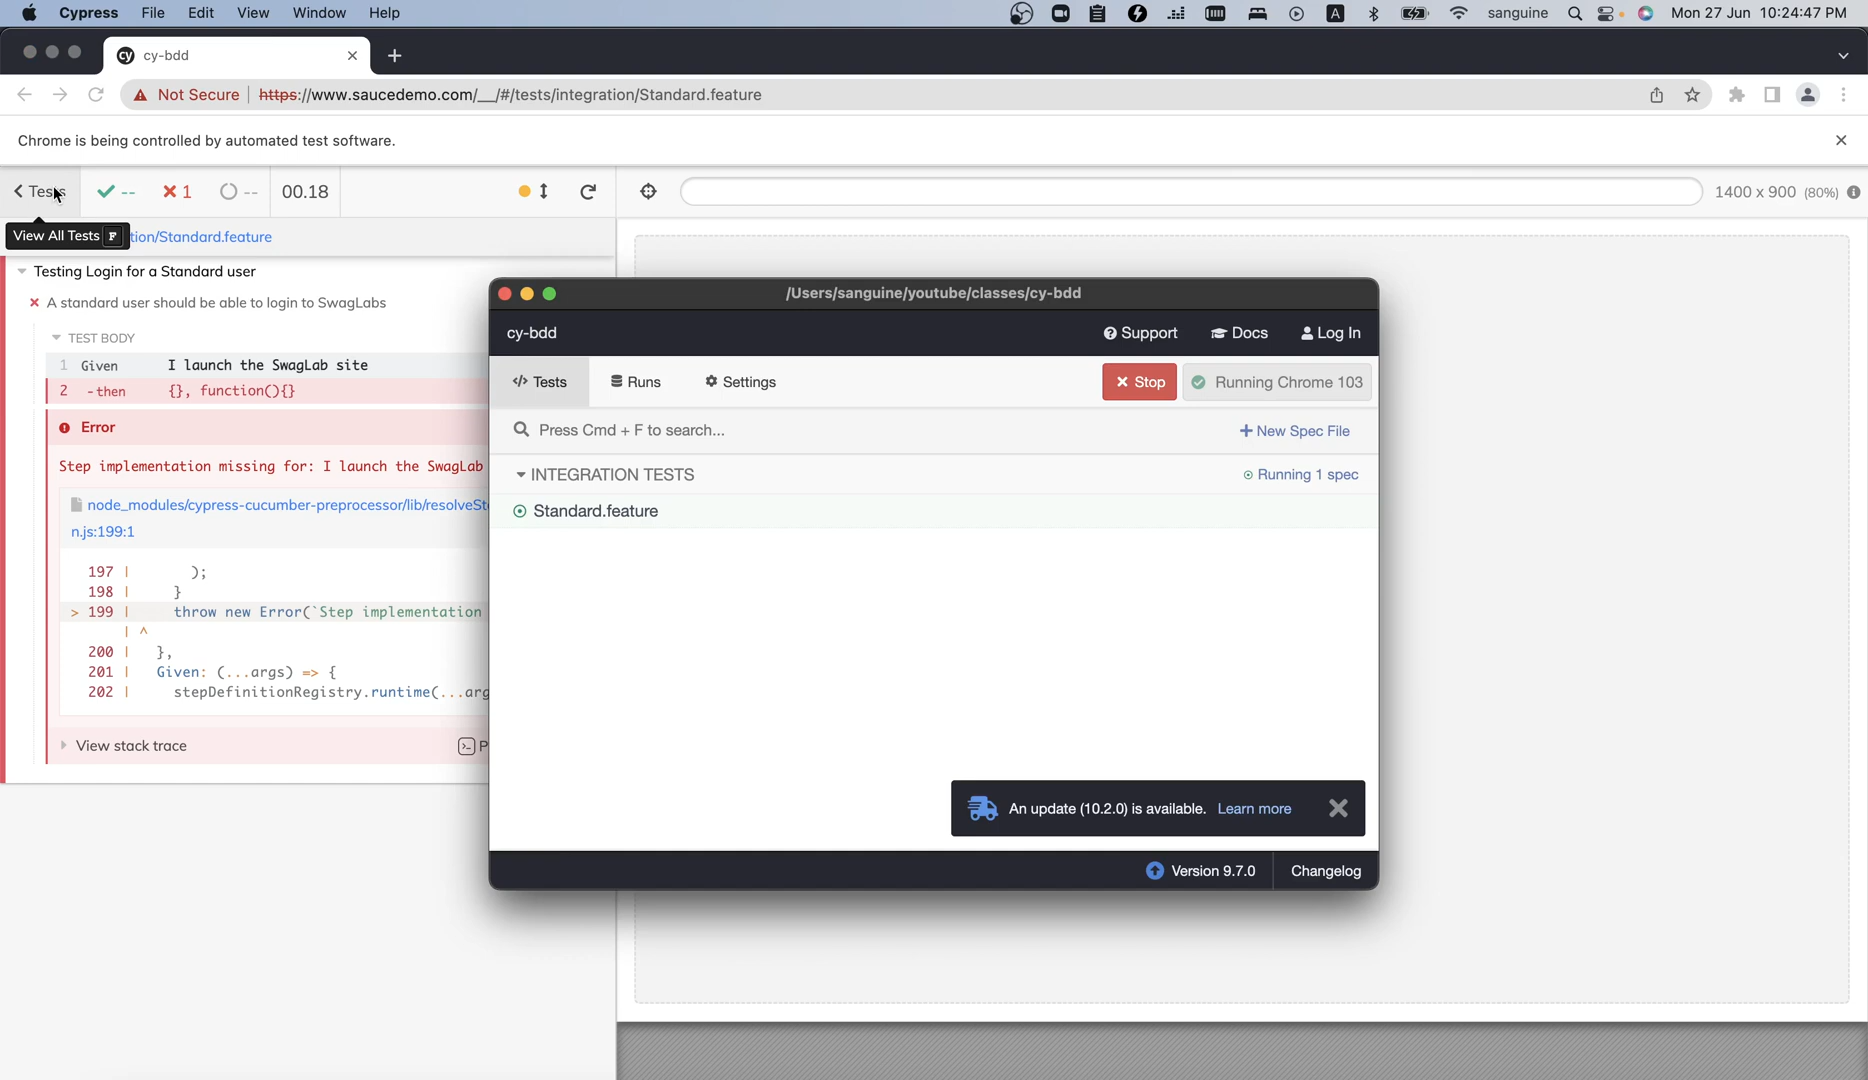 Cypress File Edit View Window Help A sanguine Mon 27 Jun 10:24:47 PM
cy cy-bdd
Not Secure https://www.saucedemo.com/__/#/tests/integration/Standard.feature
Chrome is being controlled by automated test software.
Tests -- 1 -- 00.18 1400 x 900 (80%)
View All Tests F tion/Standard.feature
Testing Login for a Standard user
A standard user should be able to login to SwagLabs
TEST BODY
1 Given I launch the SwagLab site
2 -then {}, function(){}
Error
Step implementation missing for: I launch the SwagLab
node_modules/cypress-cucumber-preprocessor/lib/resolveSt
n.js:199:1
197 | );
198 | }
> 199 | throw new Error(`Step implementation
| ^
200 | },
201 | Given: (...args) => {
202 | stepDefinitionRegistry.runtime(...arg
View stack trace P
/Users/sanguine/youtube/classes/cy-bdd
cy-bdd Support Docs Log In
</> Tests Runs Settings Stop Running Chrome 103
Press Cmd + F to search... + New Spec File
INTEGRATION TESTS Running 1 spec
Standard.feature
An update (10.2.0) is available. Learn more
Version 9.7.0 Changelog